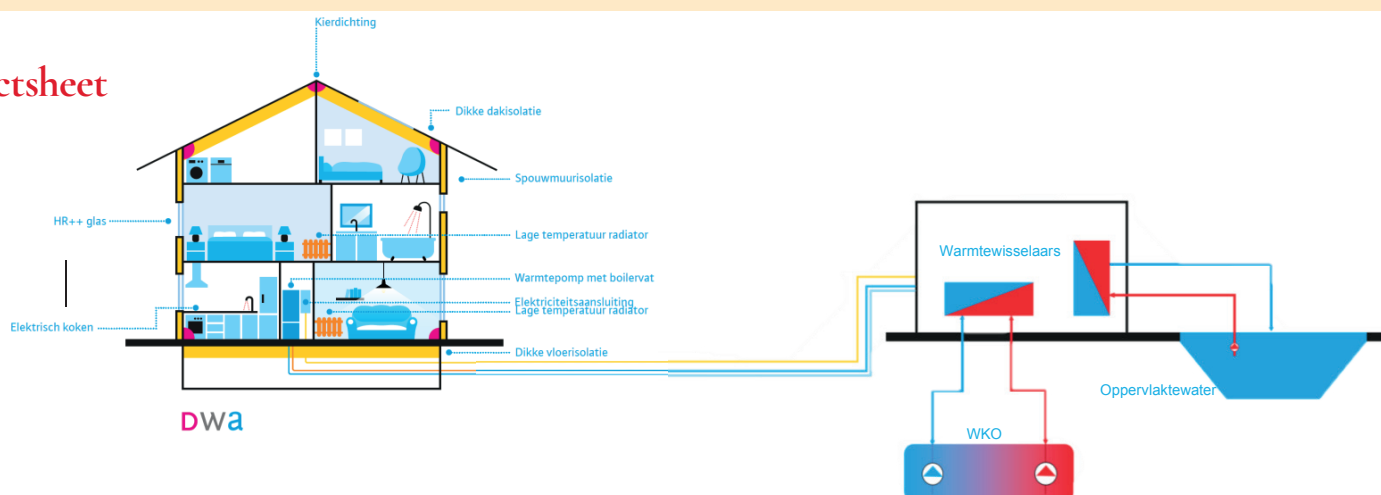 Kierdichting
ctsheet
Dikke dakisolatie
Spouwmuurisolatie
HR++ glas
Lage temperatuur radiator
Warmtewisselaars
Warmtepomp met boilervat
Elektriciteitsaansluiting
Lage temperatuur radiator
Elektrisch koken
Dikke vloerisolatie
Oppervlaktewater
DWa
WKO